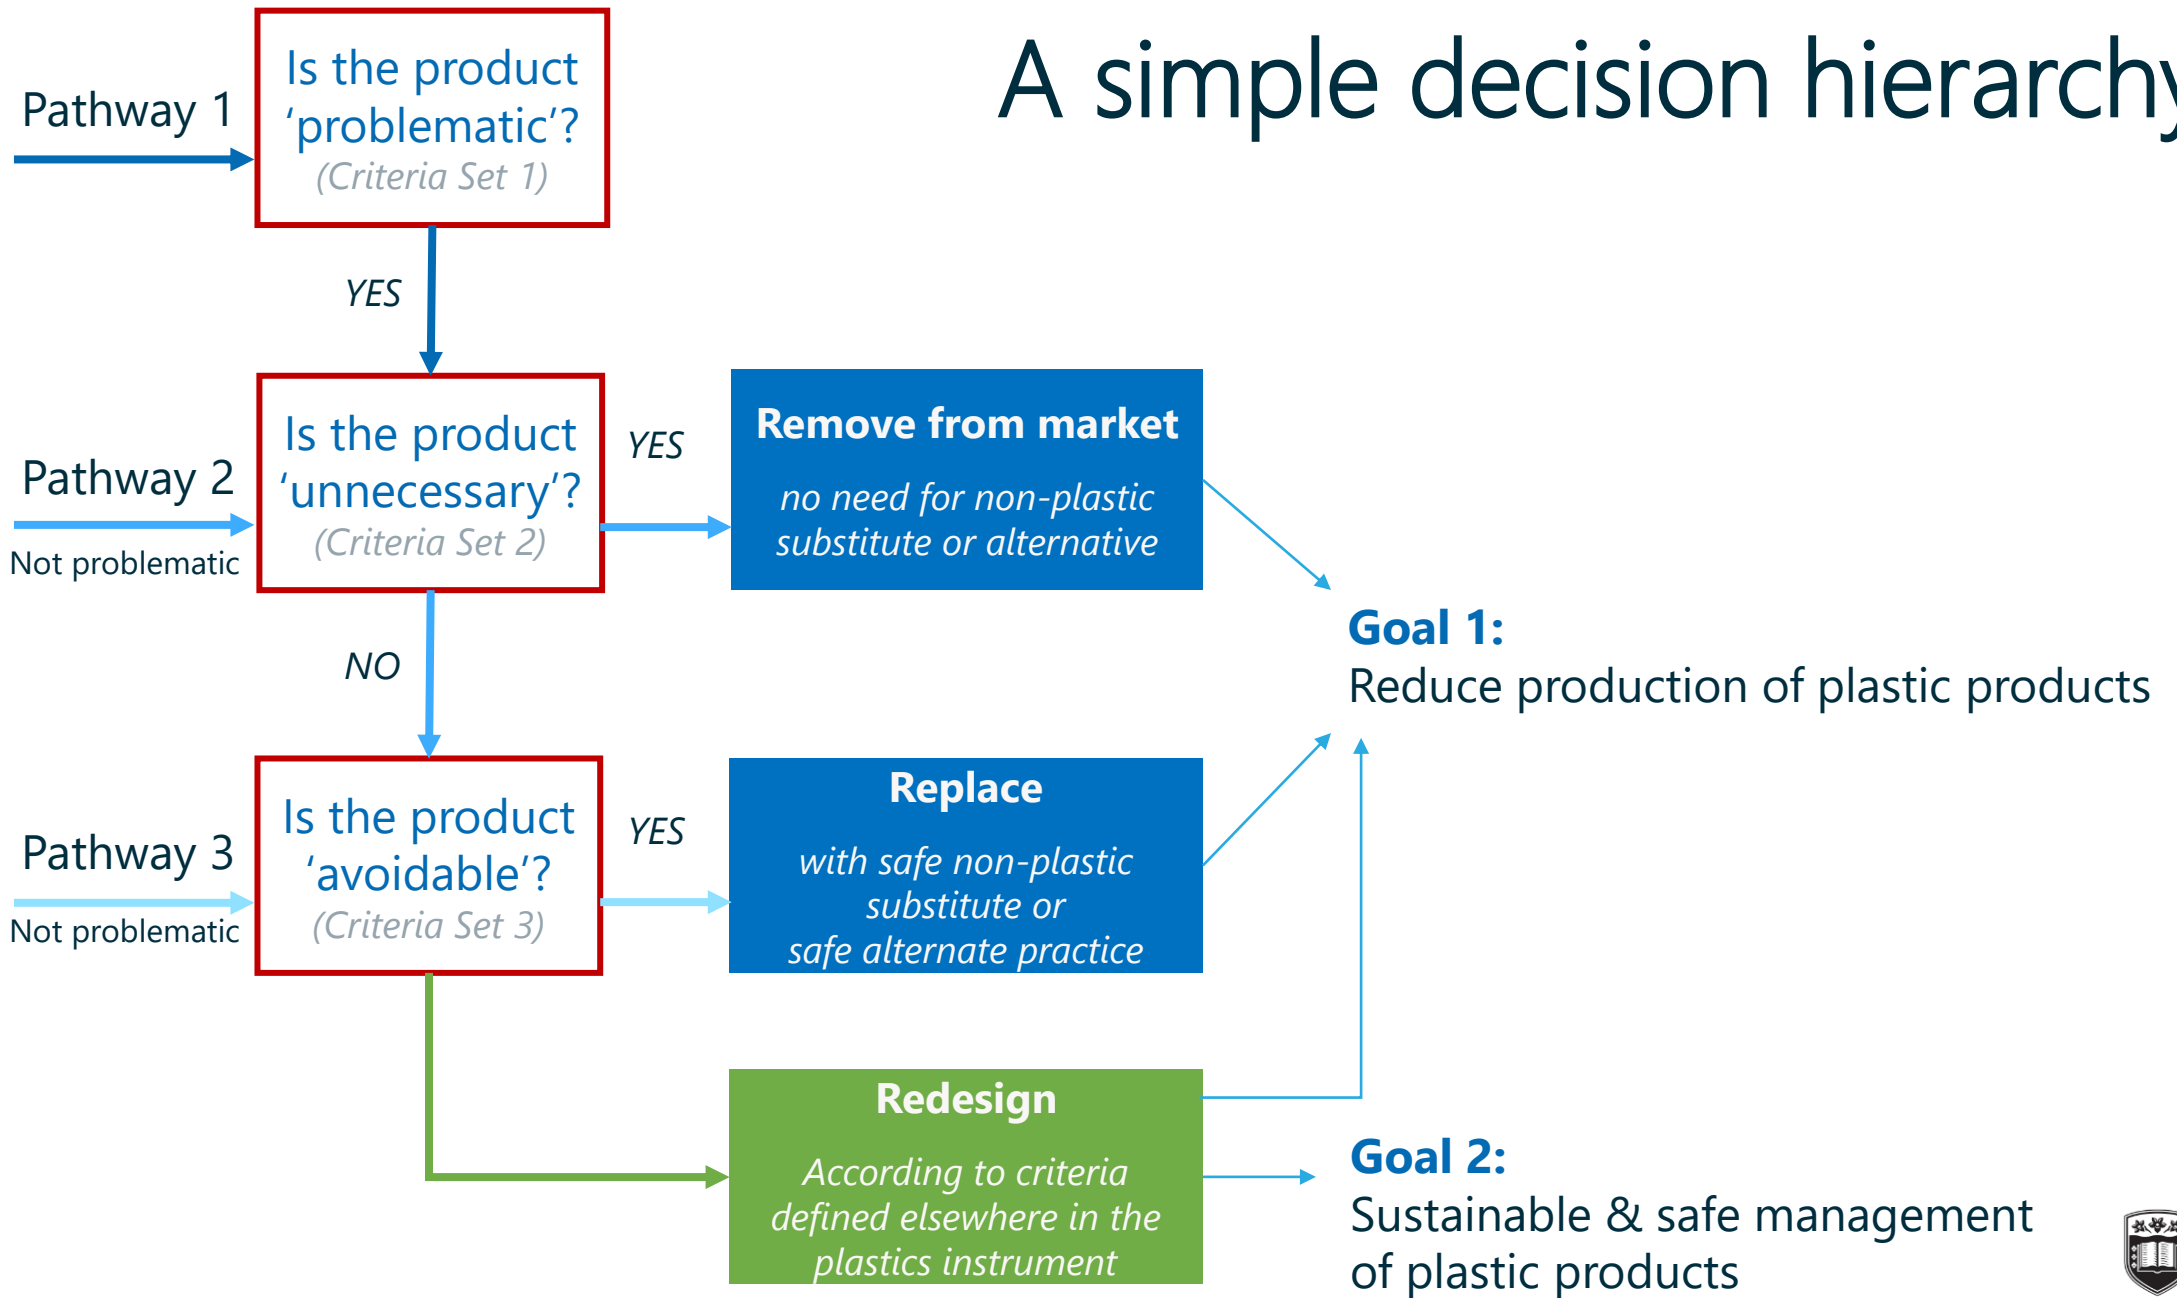 A simple decision hierarchy
Pathway 1
Is the product
‘problematic’?
(Criteria Set 1)
YES
Pathway 2
Not problematic
Is the product
‘unnecessary’?
(Criteria Set 2)
YES
Remove from market
no need for non-plastic
substitute or alternative
NO
Goal 1:
Reduce production of plastic products
Pathway 3
Not problematic
Is the product
‘avoidable’?
(Criteria Set 3)
YES
Replace
with safe non-plastic
substitute or
safe alternate practice
Redesign
According to criteria
defined elsewhere in the
plastics instrument
Goal 2:
Sustainable & safe management
of plastic products